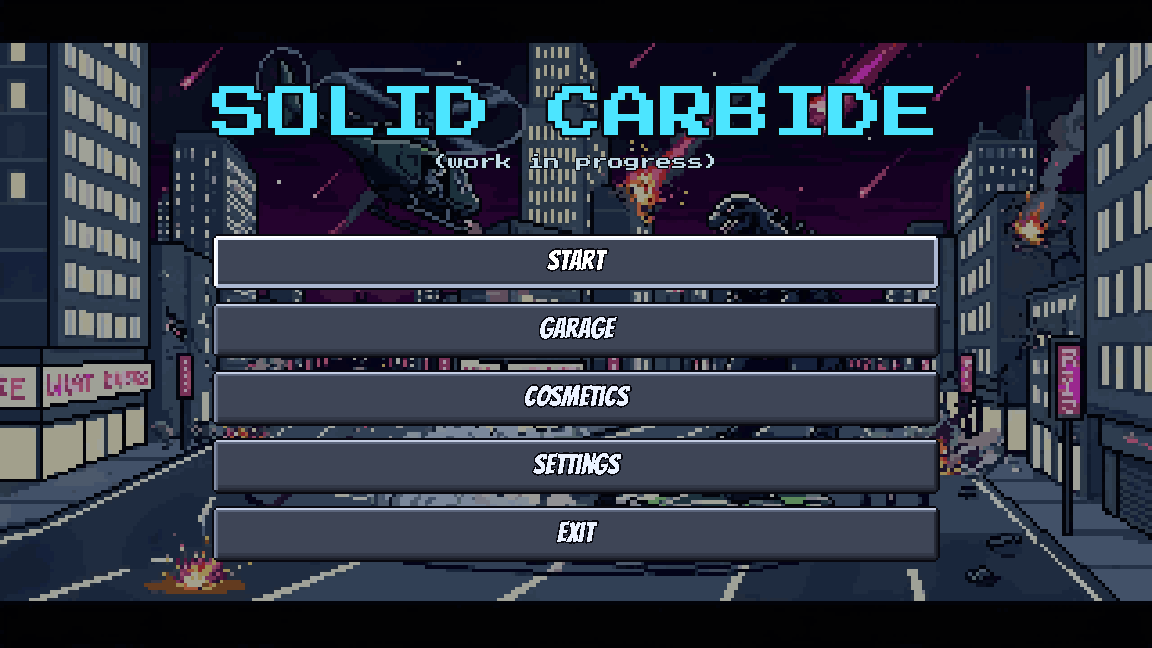 SOLID CARBIDE
(work in progress)
START
GARAGE
COSMETICS
SETTINGS
EXIT